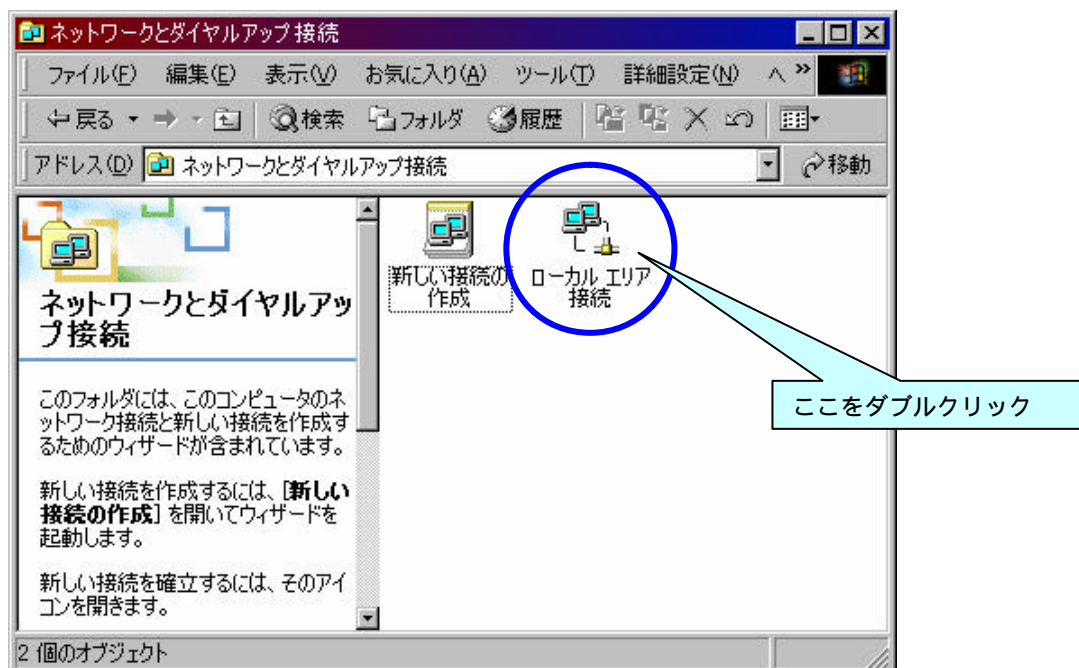 ネットワークとダイヤルアップ接続
ファイル(F) 編集(E) 表示(V) お気に入り(A) ツール(T) 詳細設定(N) ヘ »
戻る 検索 フォルダ 履歴
アドレス(D) ネットワークとダイヤルアップ接続 移動
新しい接続の
作成
ローカル エリア
接続
ネットワークとダイヤルアッ
プ接続
このフォルダには、このコンピュータのネ
ットワーク接続と新しい接続を作成す
るためのウィザードが含まれています。
新しい接続を作成するには、[新しい
接続の作成] を開いてウィザードを
起動します。
新しい接続を確立するには、そのアイ
コンを開きます。
ここをダブルクリック
2 個のオブジェクト